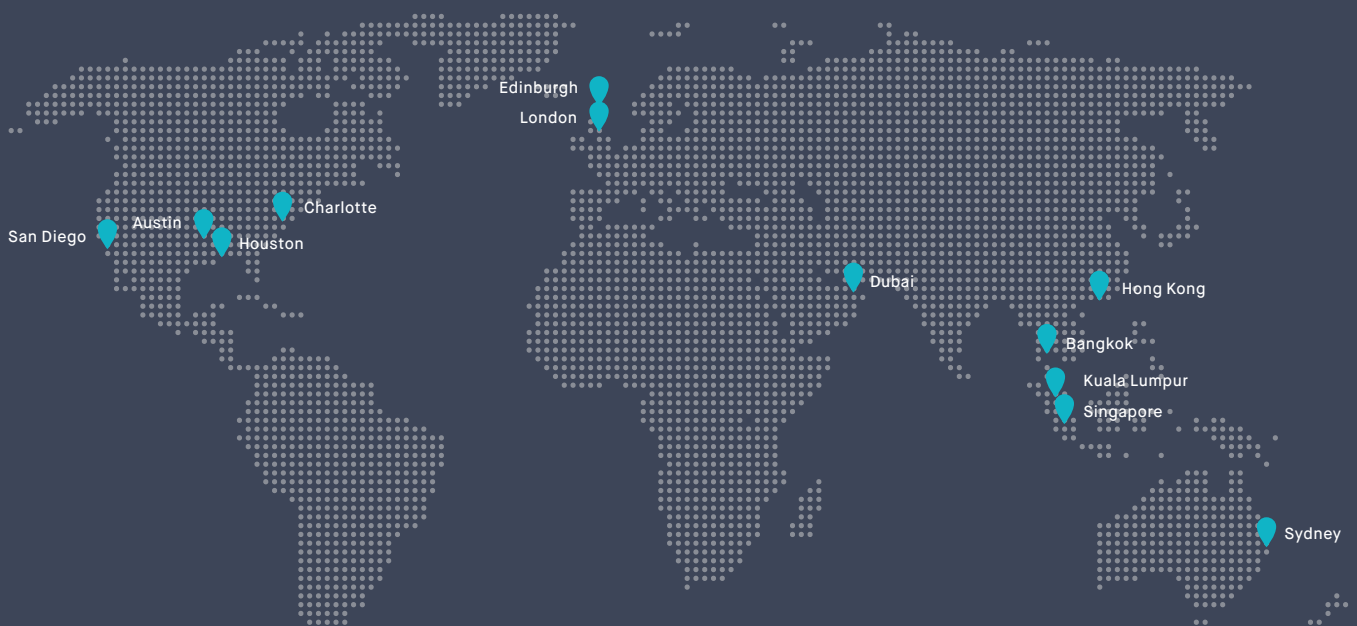 Edinburgh
London
Charlotte
Austin
San Diego
Houston
Dubai
Hong Kong
Bangkok
Kuala Lumpur
Singapore
Sydney